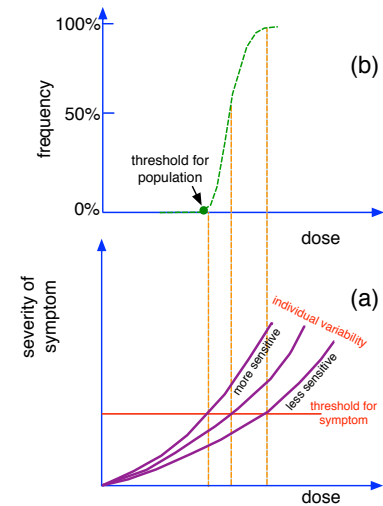 100%
(b)
frequency
50%
threshold for
population
0%
dose
(a)
severity of
symptom
individual variability
more sensitive
less sensitive
threshold for
symptom
dose